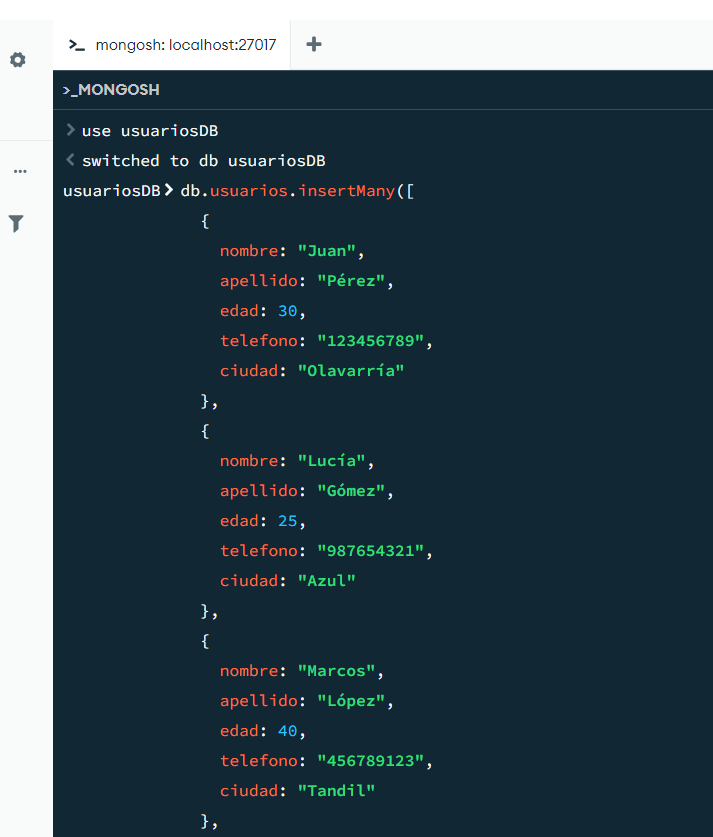 >_ mongosh: localhost:27017 +
>_MONGOSH
> use usuariosDB
< switched to db usuariosDB
usuariosDB> db.usuarios.insertMany([
{
nombre: "Juan",
apellido: "Pérez",
edad: 30,
telefono: "123456789",
ciudad: "Olavarría"
},
{
nombre: "Lucía",
apellido: "Gómez",
edad: 25,
telefono: "987654321",
ciudad: "Azul"
},
{
nombre: "Marcos",
apellido: "López",
edad: 40,
telefono: "456789123",
ciudad: "Tandil"
},